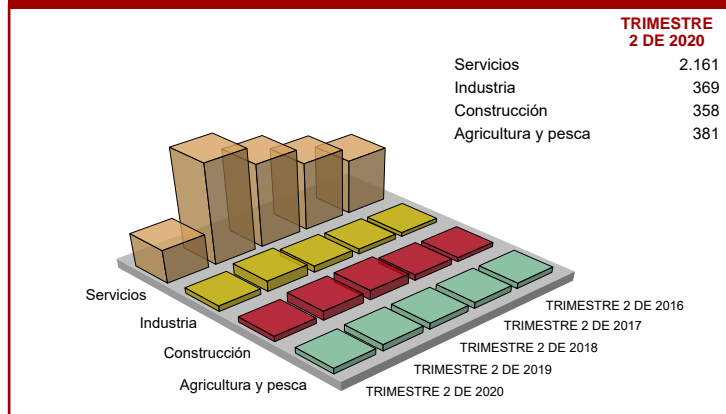 TRIMESTRE
2 DE 2020
Servicios 2.161
Industria 369
Construcción 358
Agricultura y pesca 381
Servicios
Industria
Construcción
Agricultura y pesca
TRIMESTRE 2 DE 2016
TRIMESTRE 2 DE 2017
TRIMESTRE 2 DE 2018
TRIMESTRE 2 DE 2019
TRIMESTRE 2 DE 2020